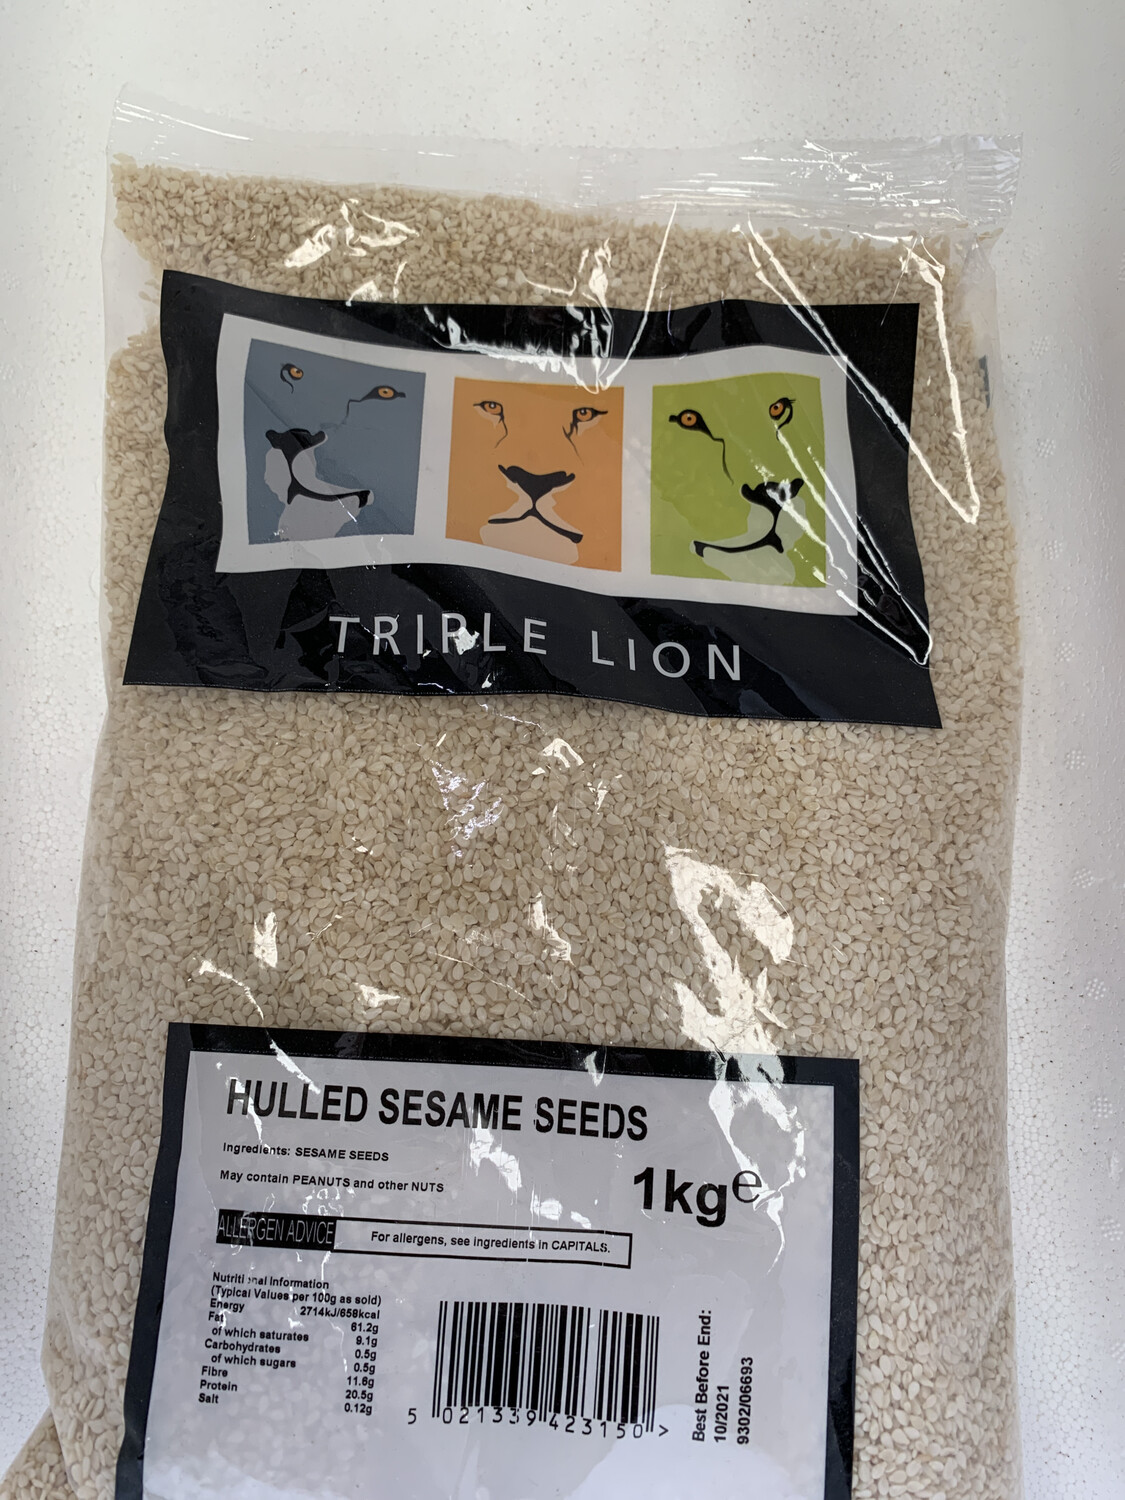 TRIPLE LION
HULLED SESAME SEEDS
Ingredients: SESAME SEEDS
May contain PEANUTS and other NUTS
1kg℮
ALLERGEN ADVICE For allergens, see ingredients in CAPITALS.
Nutritional Information
(Typical Values per 100g as sold)
Energy 2714kJ/658kcal
Fat 61.2g
of which saturates 9.1g
Carbohydrates 0.5g
of which sugars 0.5g
Fibre 11.6g
Protein 20.5g
Salt 0.12g
5 021339 423150 >
Best Before End:
10/2021
9302/06693